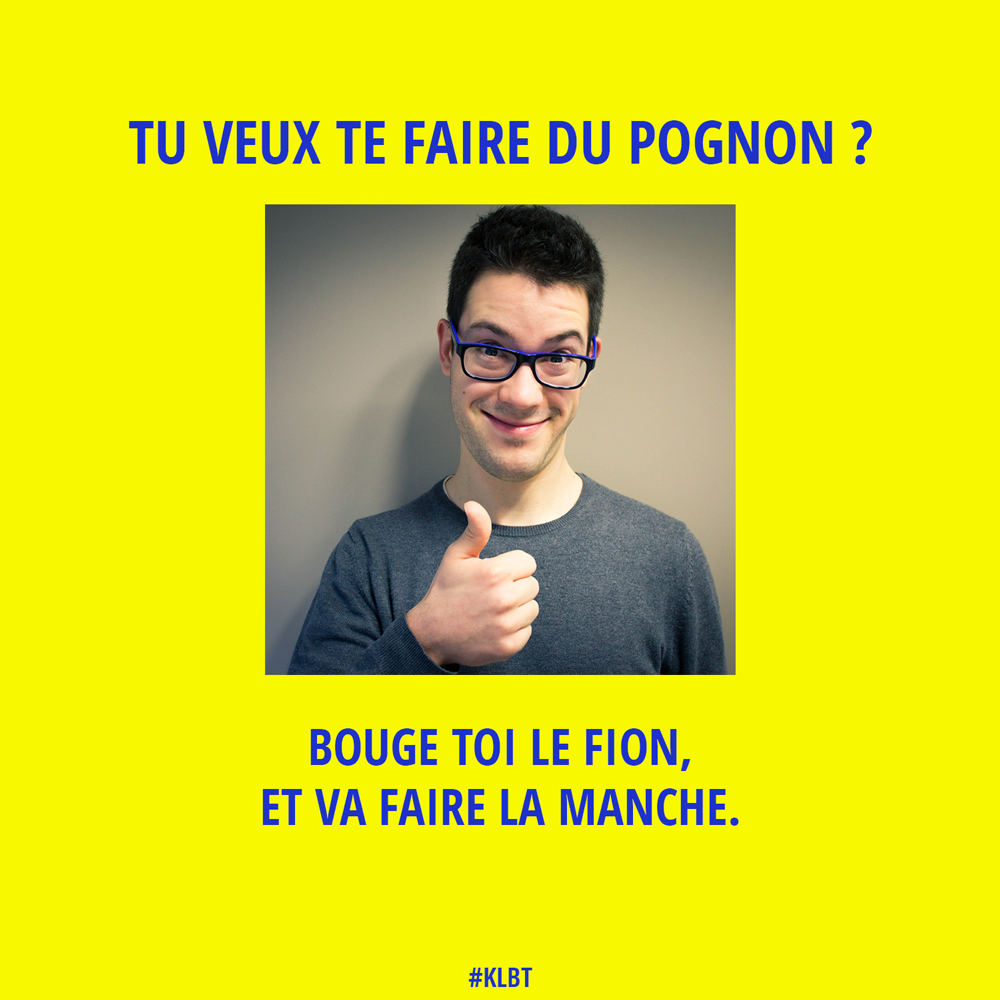 TU VEUX TE FAIRE DU POGNON ?
BOUGE TOI LE FION,
ET VA FAIRE LA MANCHE.
#KLBT